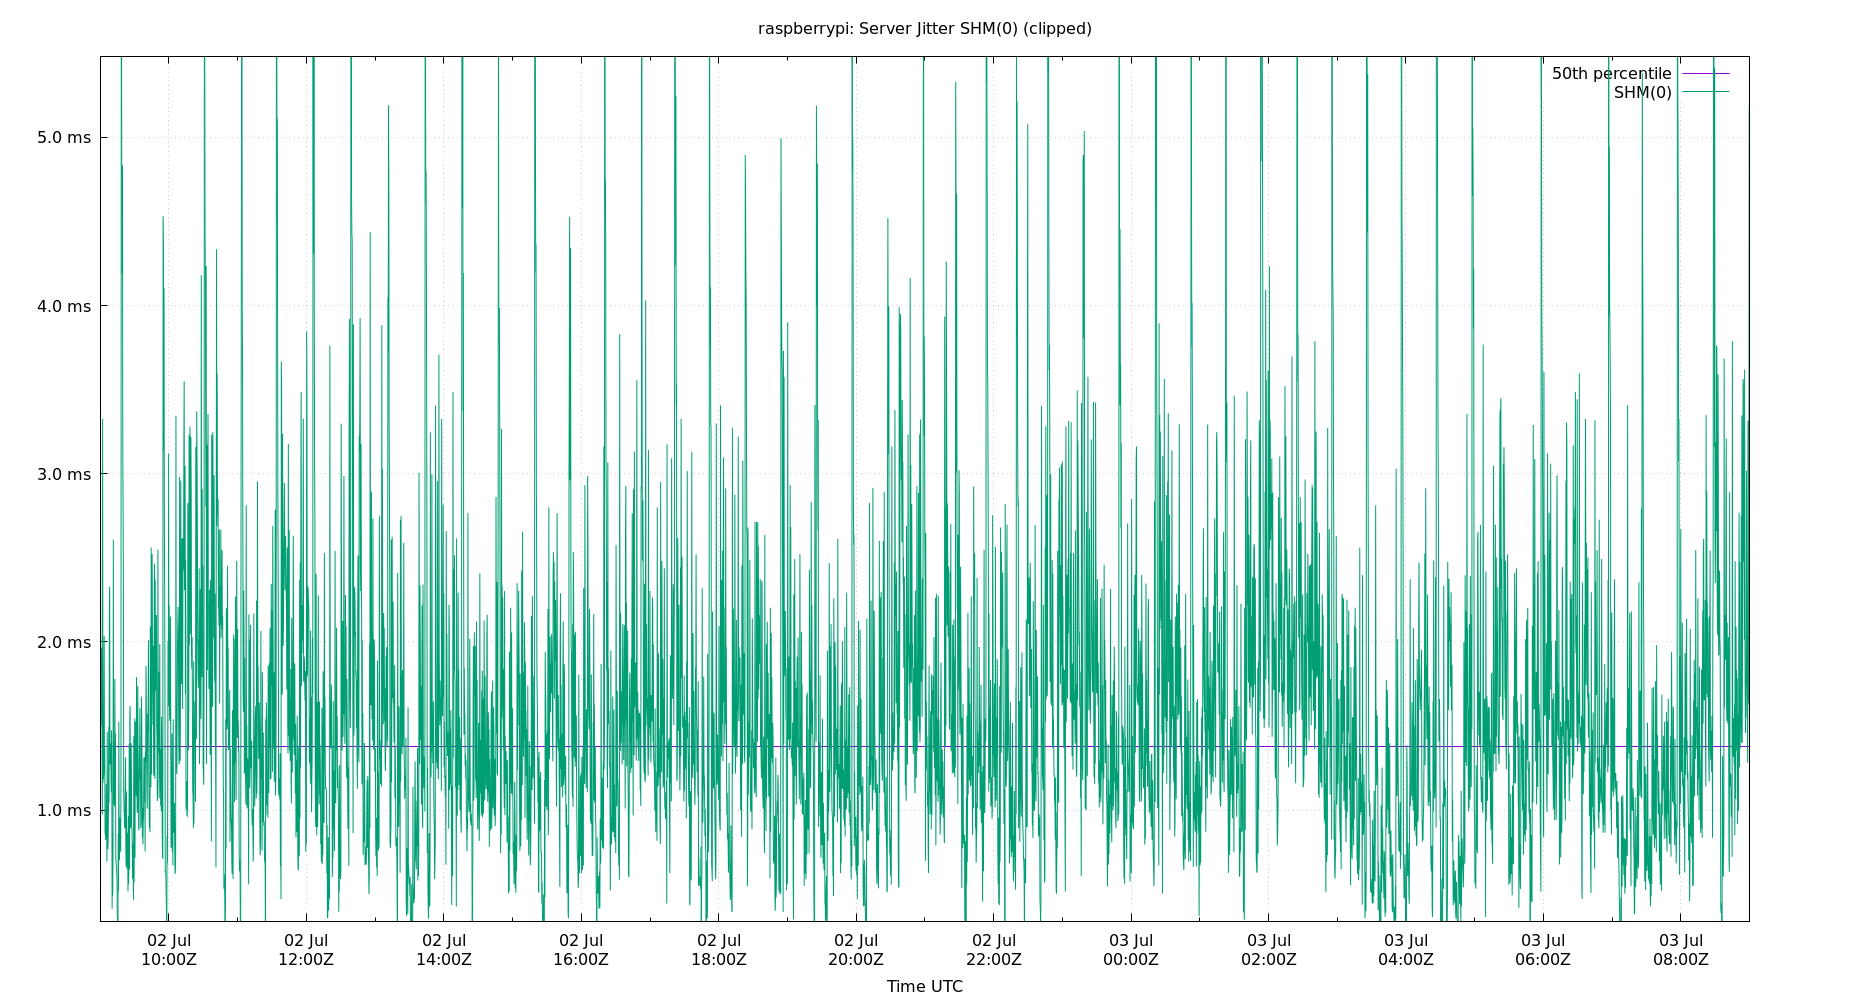 raspberrypi: Server Jitter SHM(0) (clipped)
50th percentile
SHM(0)
5.0 ms
4.0 ms
3.0 ms
2.0 ms
1.0 ms
02 Jul 02 Jul 02 Jul 02 Jul 02 Jul 02 Jul 02 Jul 03 Jul 03 Jul 03 Jul 03 Jul 03 Jul
10:00Z 12:00Z 14:00Z 16:00Z 18:00Z 20:00Z 22:00Z 00:00Z 02:00Z 04:00Z 06:00Z 08:00Z
Time UTC